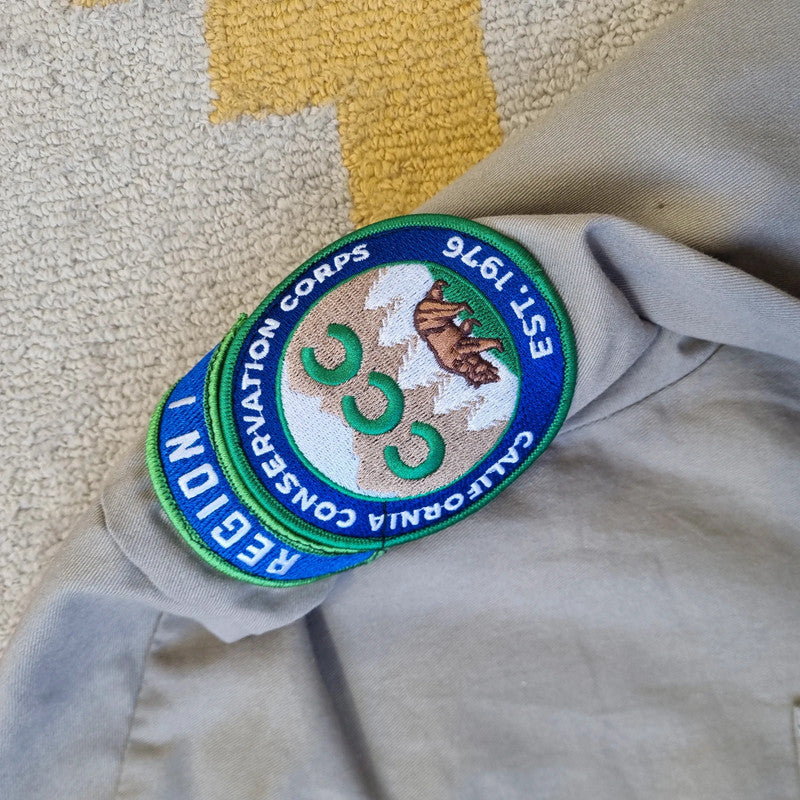 EST. 1976
CCC
CALIFORNIA CONSERVATION CORPS
REGION I